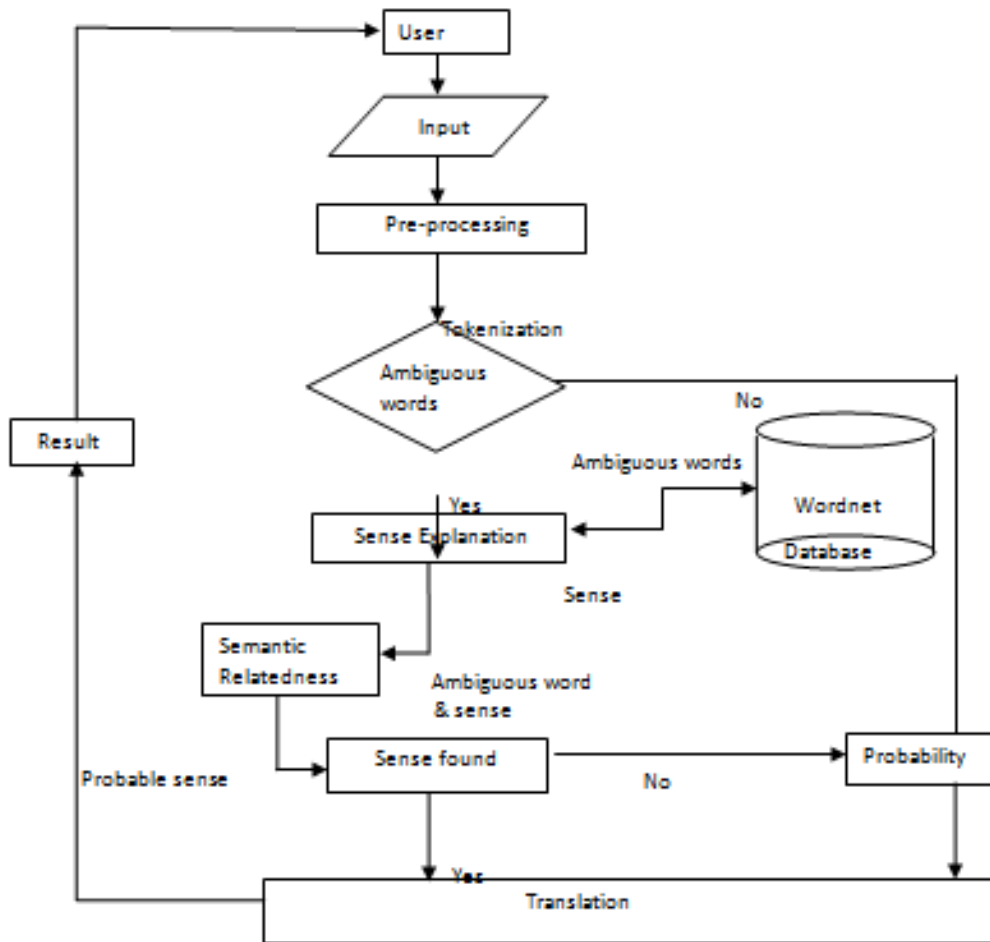 User
Input
Pre-processing
Tokenization
Ambiguous
words
No
Result
Ambiguous words
Wordnet
Database
Yes
Sense Explanation
Sense
Semantic
Relatedness
Ambiguous word
& sense
Sense found
Probability
No
Probable sense
Yes
Translation